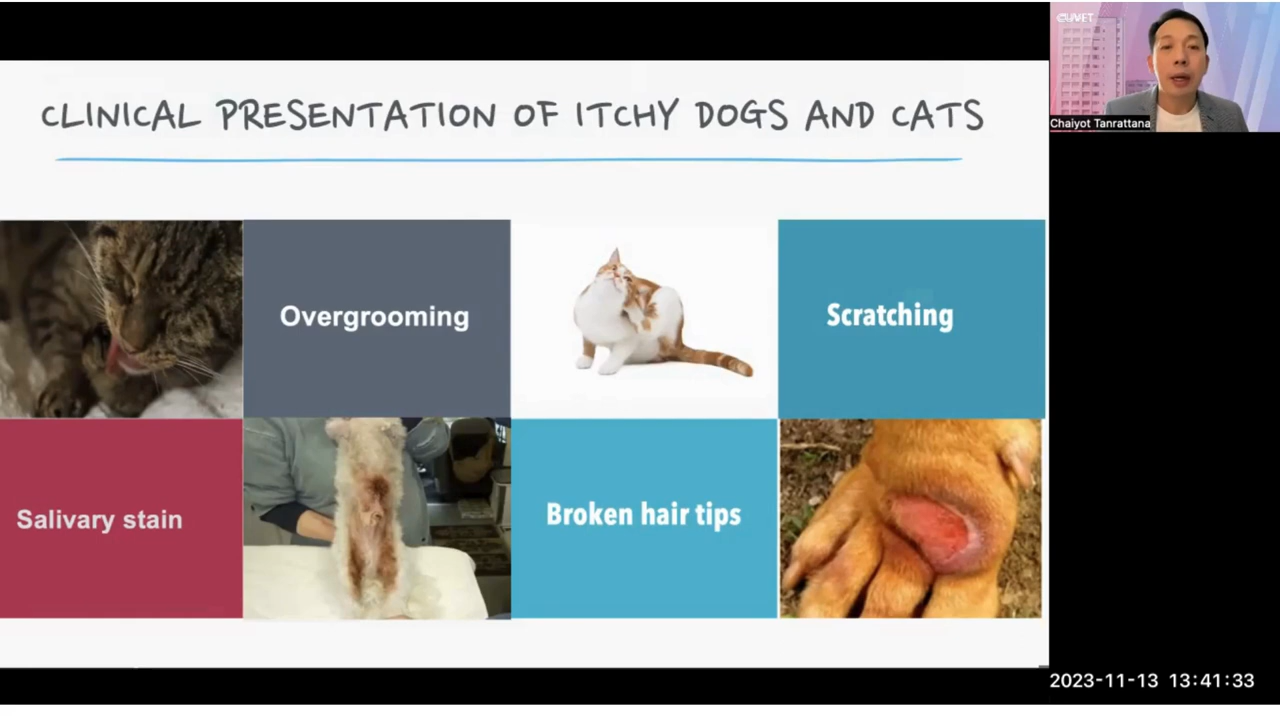 CUVET
CLINICAL PRESENTATION OF ITCHY DOGS AND CATS
Chaiyot Tanrattana
Overgrooming
Scratching
Salivary stain
Broken hair tips
2023-11-13 13:41:33